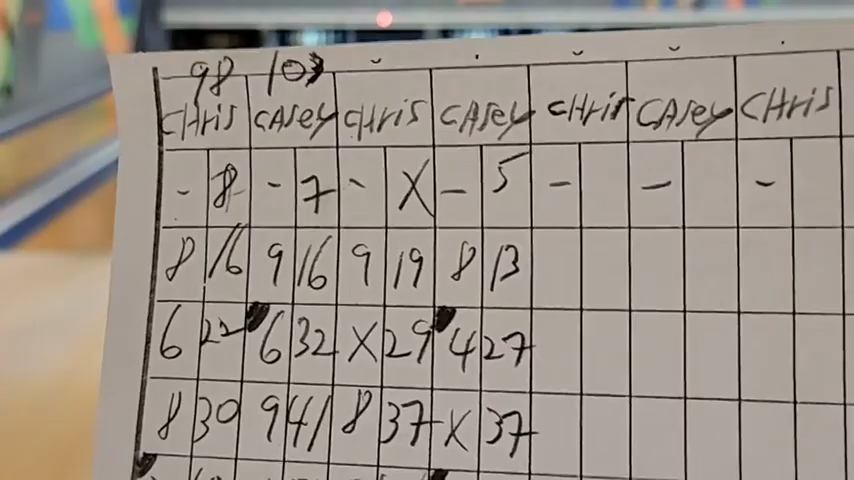 98 103
CHris CASEY CHris CASEY CHris CASEY CHris
- 8 - 7 - X - 5 - - -
8 16 9 16 9 19 8 13
6 22 6 32 X 29 4 27
8 30 9 41 8 37 X 37